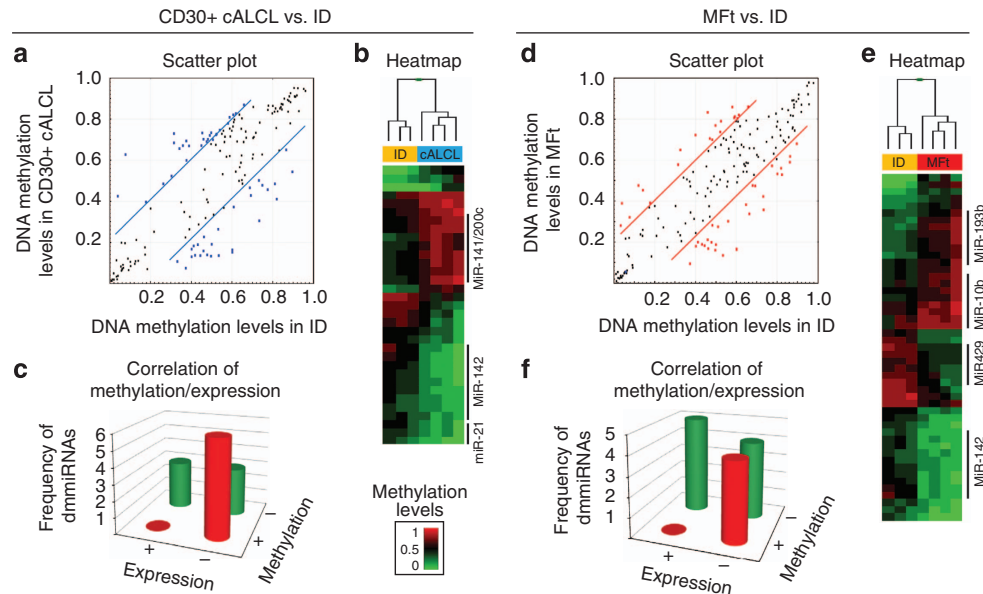 CD30+ cALCL vs. ID
MFt vs. ID
a
Scatter plot
DNA methylation
levels in CD30+ cALCL
1.0
0.8
0.6
0.4
0.2
0.2
0.4
0.6
0.8
1.0
DNA methylation levels in ID
b
Heatmap
ID
cALCL
MiR-141/200c
MiR-142
miR-21
Methylation
levels
1
0.5
0
c
Correlation of
methylation/expression
Frequency of
dmmiRNAs
6
5
4
3
2
1
+
–
Expression
–
+
Methylation
d
Scatter plot
DNA methylation
levels in MFt
1.0
0.8
0.6
0.4
0.2
0.2
0.4
0.6
0.8
1.0
DNA methylation levels in ID
e
Heatmap
ID
MFt
MiR-193b
MiR-10b
MiR429
MiR-142
f
Correlation of
methylation/expression
Frequency of
dmmiRNAs
5
4
3
2
1
+
–
Expression
–
+
Methylation